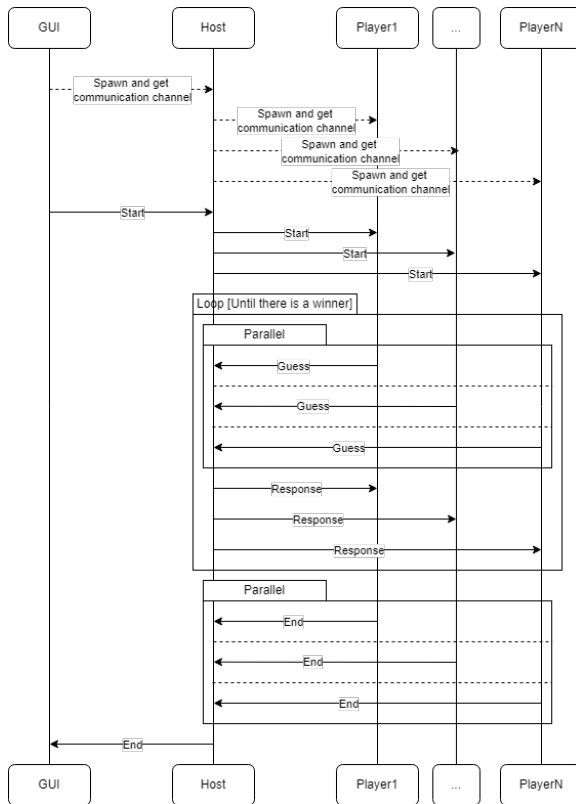 GUI Host Player1 ... PlayerN
Spawn and get
communication channel
Spawn and get
communication channel
Spawn and get
communication channel
Spawn and get
communication channel
Start
Start
Start
Start
Loop [Until there is a winner]
Parallel
Guess
Guess
Guess
Response
Response
Response
Parallel
End
End
End
End
GUI Host Player1 ... PlayerN